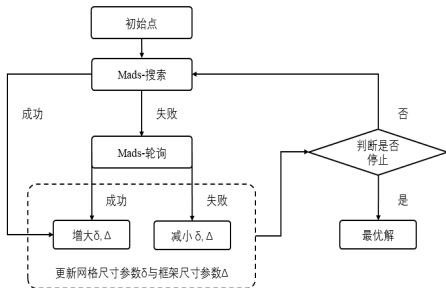 初始点
Mads-搜索
成功
失败
否
Mads-轮询
判断是否
停止
成功
失败
是
增大δ, Δ
减小 δ, Δ
最优解
更新网格尺寸参数δ与框架尺寸参数Δ